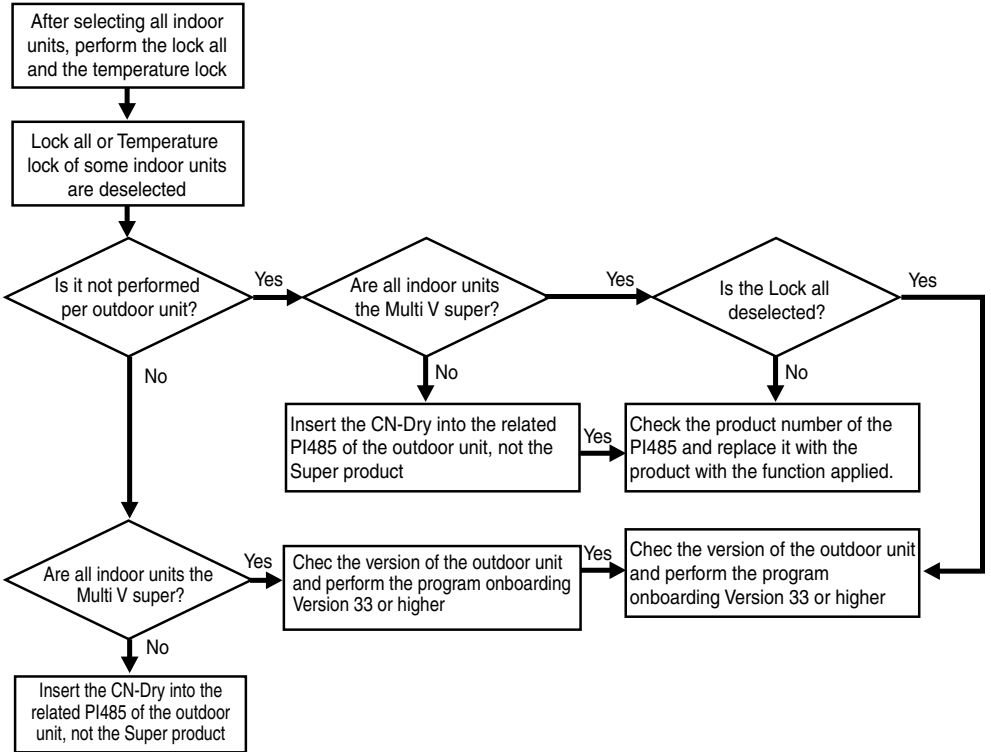 After selecting all indoor
units, perform the lock all
and the temperature lock
Lock all or Temperature
lock of some indoor units
are deselected
Is it not performed
per outdoor unit?
Yes
Are all indoor units
the Multi V super?
Yes
Is the Lock all
deselected?
Yes
No
No
No
Insert the CN-Dry into the related
PI485 of the outdoor unit, not the
Super product
Yes
Check the product number of the
PI485 and replace it with the
product with the function applied.
Are all indoor units the
Multi V super?
Yes
Chec the version of the outdoor unit
and perform the program onboarding
Version 33 or higher
Yes
Chec the version of the outdoor unit
and perform the program
onboarding Version 33 or higher
No
Insert the CN-Dry into the
related PI485 of the outdoor
unit, not the Super product